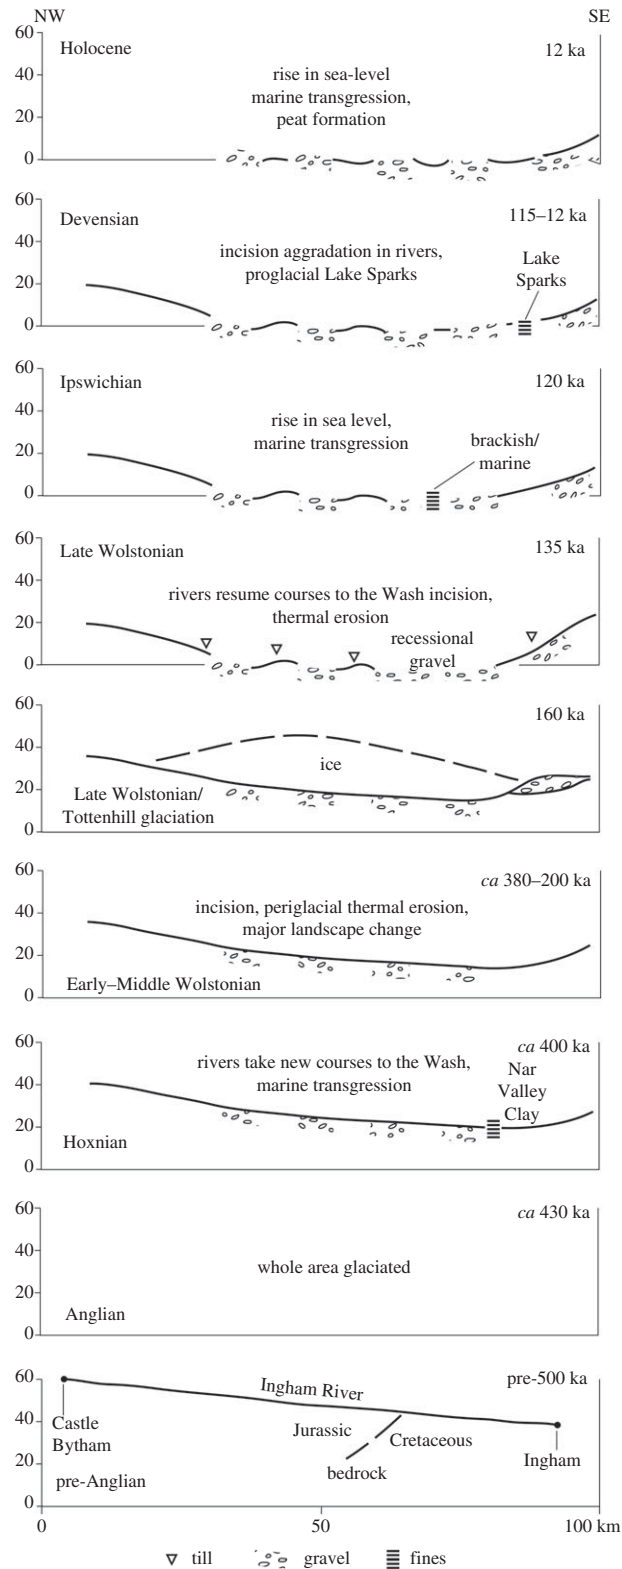 NW
SE
60
Holocene
12 ka
rise in sea-level
marine transgression,
peat formation
40
20
0
60
Devensian
115–12 ka
incision aggradation in rivers,
proglacial Lake Sparks
Lake
Sparks
40
20
0
60
Ipswichian
120 ka
rise in sea level,
marine transgression
brackish/
marine
40
20
0
60
Late Wolstonian
135 ka
rivers resume courses to the Wash incision,
thermal erosion
recessional
gravel
40
20
0
60
160 ka
40
ice
20
Late Wolstonian/
Tottenhill glaciation
0
60
ca 380–200 ka
incision, periglacial thermal erosion,
major landscape change
40
20
Early–Middle Wolstonian
0
60
ca 400 ka
rivers take new courses to the Wash,
marine transgression
Nar
Valley
Clay
40
20
Hoxnian
0
60
ca 430 ka
40
whole area glaciated
20
Anglian
0
60
pre-500 ka
Ingham River
40
Castle
Bytham
Jurassic
Cretaceous
bedrock
Ingham
20
pre-Anglian
0
0
50
100 km
till
gravel
fines